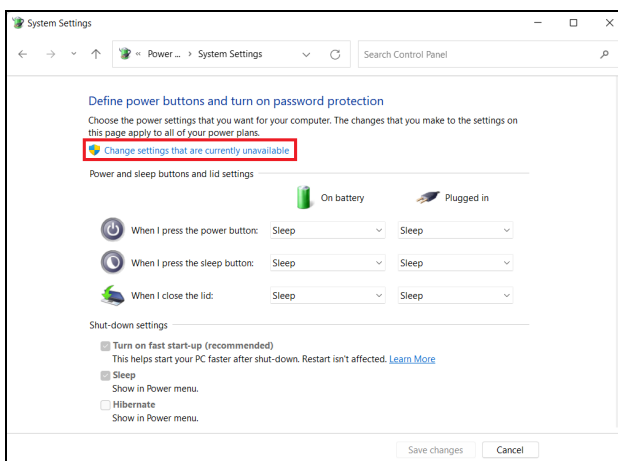 System Settings
« Power ... › System Settings
Search Control Panel
Define power buttons and turn on password protection
Choose the power settings that you want for your computer. The changes that you make to the settings on
this page apply to all of your power plans.
Change settings that are currently unavailable
Power and sleep buttons and lid settings
On battery Plugged in
When I press the power button: Sleep Sleep
When I press the sleep button: Sleep Sleep
When I close the lid: Sleep Sleep
Shut-down settings
Turn on fast start-up (recommended)
This helps start your PC faster after shut-down. Restart isn't affected. Learn More
Sleep
Show in Power menu.
Hibernate
Show in Power menu.
Save changes Cancel